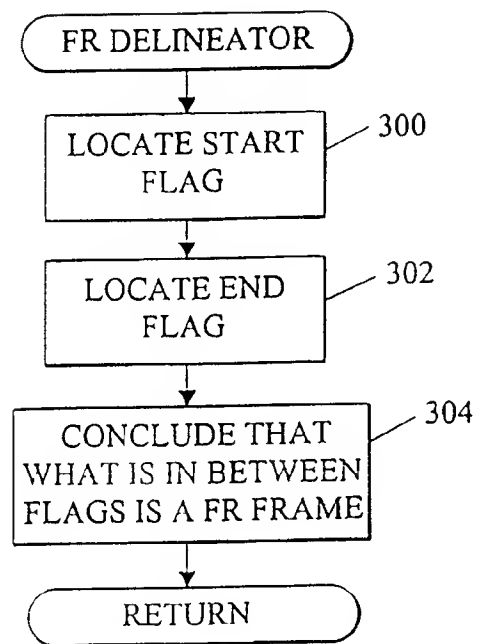 FR DELINEATOR
LOCATE START
FLAG
300
LOCATE END
FLAG
302
CONCLUDE THAT
WHAT IS IN BETWEEN
FLAGS IS A FR FRAME
304
RETURN